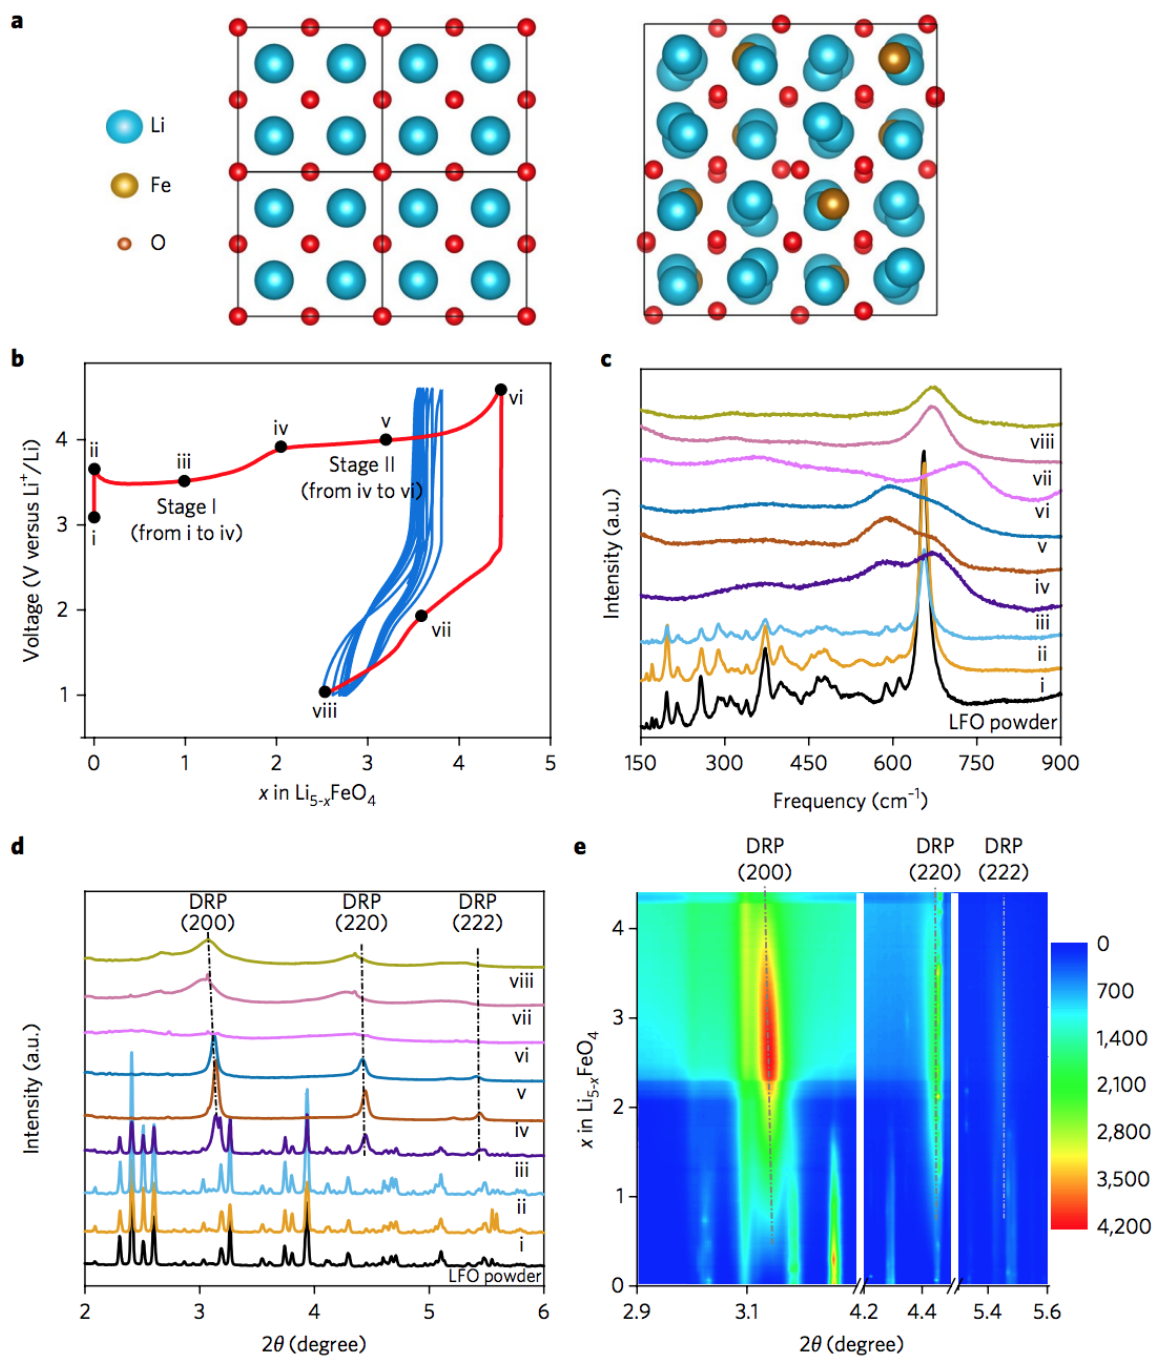 a
Li
Fe
O
b
Voltage (V versus Li⁺/Li)
4
3
2
1
0 1 2 3 4 5
x in Li₅₋ₓFeO₄
i
ii
iii
iv
v
vi
vii
viii
Stage I
(from i to iv)
Stage II
(from iv to vi)
c
Intensity (a.u.)
viii
vii
vi
v
iv
iii
ii
i
LFO powder
150 300 450 600 750 900
Frequency (cm⁻¹)
d
DRP
(200)
DRP
(220)
DRP
(222)
Intensity (a.u.)
viii
vii
vi
v
iv
iii
ii
i
LFO powder
2 3 4 5 6
2θ (degree)
e
DRP
(200)
DRP
(220)
DRP
(222)
x in Li₅₋ₓFeO₄
4
3
2
1
0
2.9 3.1 4.2 4.4 5.4 5.6
2θ (degree)
0
700
1,400
2,100
2,800
3,500
4,200